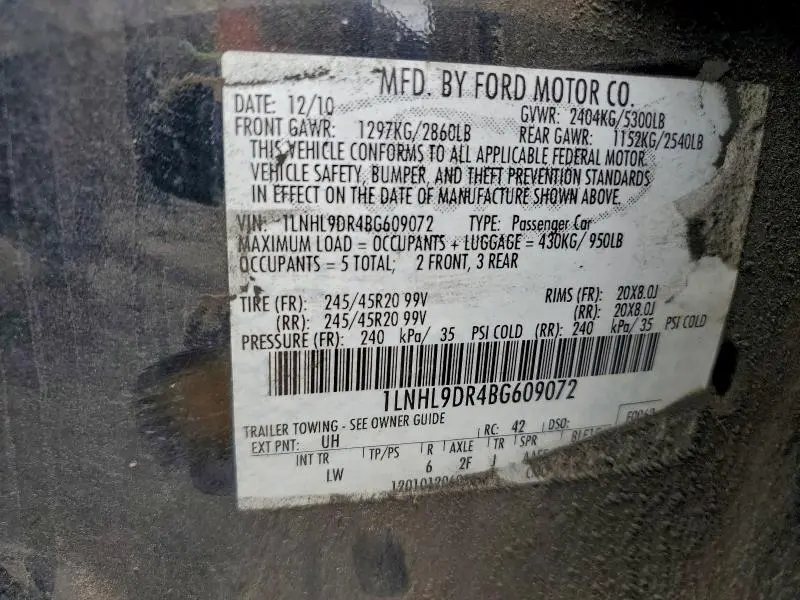 MFD. BY FORD MOTOR CO.
DATE: 12/10 GVWR: 2404KG/5300LB
FRONT GAWR: 1297KG/2860LB REAR GAWR: 1152KG/2540LB
THIS VEHICLE CONFORMS TO ALL APPLICABLE FEDERAL MOTOR
VEHICLE SAFETY, BUMPER, AND THEFT PREVENTION STANDARDS
IN EFFECT ON THE DATE OF MANUFACTURE SHOWN ABOVE.
VIN: 1LNHL9DR4BG609072 TYPE: Passenger Car
MAXIMUM LOAD = OCCUPANTS + LUGGAGE = 430KG/ 950LB
OCCUPANTS = 5 TOTAL; 2 FRONT, 3 REAR
TIRE (FR): 245/45R20 99V RIMS (FR): 20X8.0J
(RR): 245/45R20 99V (RR): 20X8.0J
PRESSURE (FR): 240 kPa/ 35 PSI COLD (RR): 240 kPa/ 35 PSI COLD
1LNHL9DR4BG609072
TRAILER TOWING - SEE OWNER GUIDE
EXT PNT: UH RC: 42 DSO:
INT TR TP/PS R AXLE TR SPR
LW 6 2F J